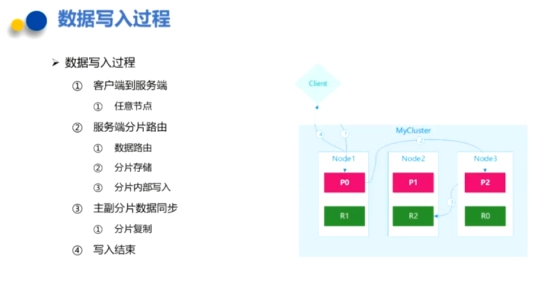 数据写入过程
➢ 数据写入过程
① 客户端到服务端
① 任意节点
② 服务端分片路由
① 数据路由
② 分片存储
③ 分片内部写入
③ 主副分片数据同步
① 分片复制
④ 写入结束
Client
MyCluster
Node1
Node2
Node3
P0
P1
P2
R1
R2
R0